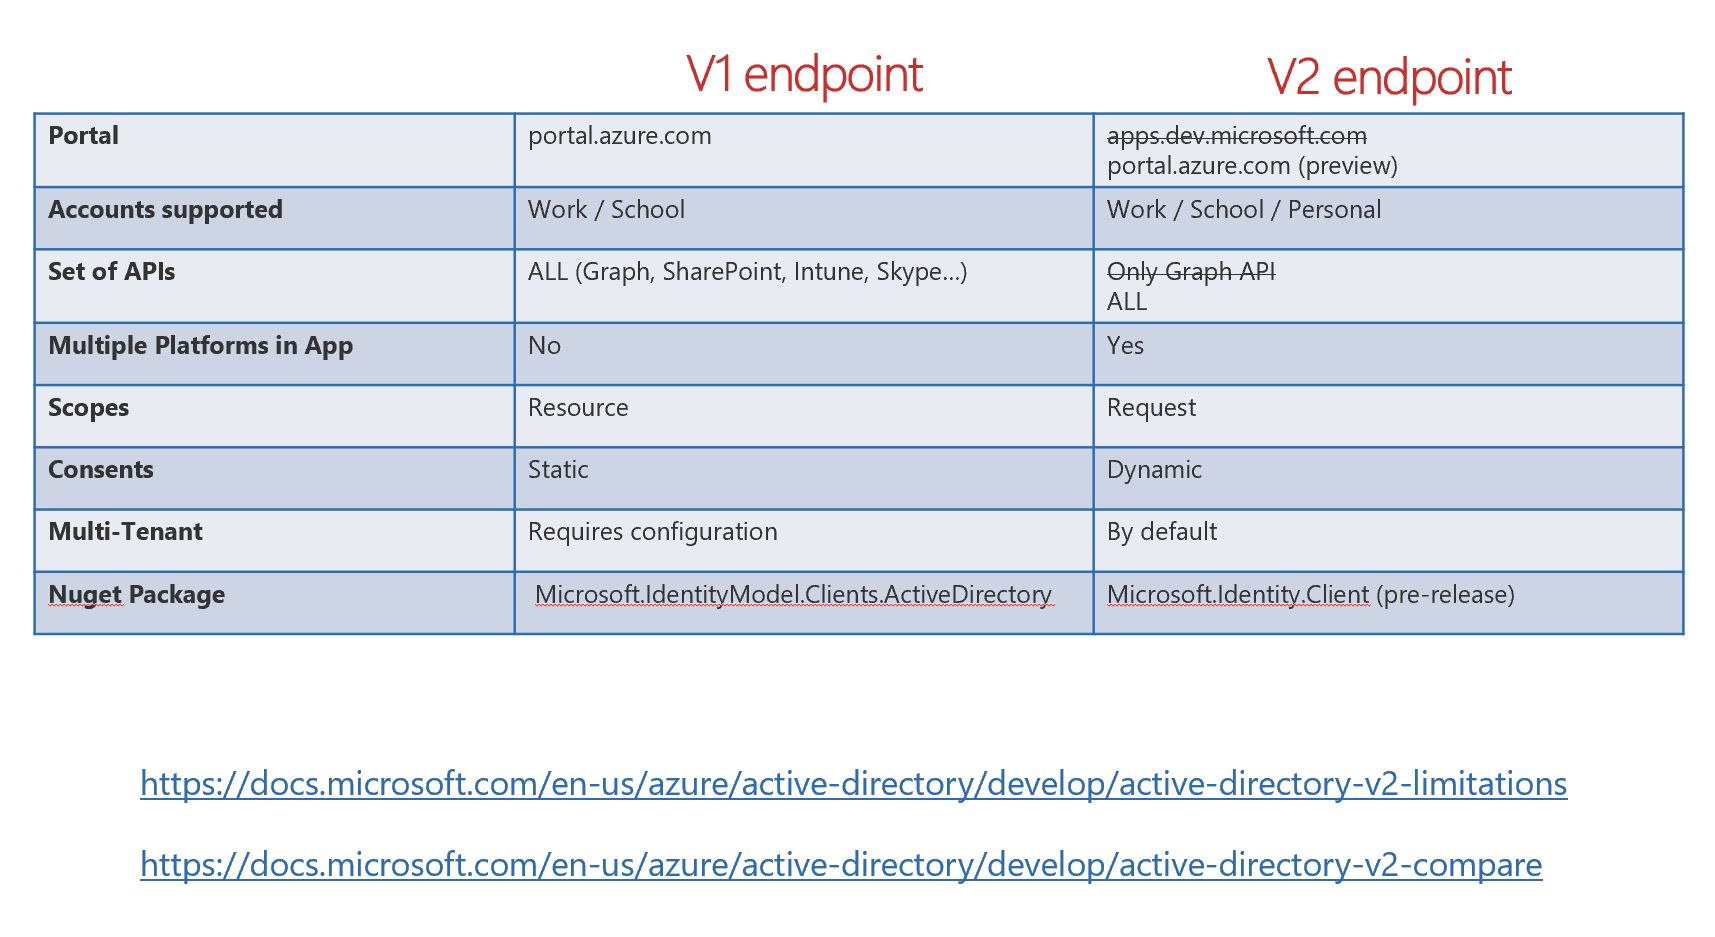 V1 endpoint
V2 endpoint
Portal
portal.azure.com
apps.dev.microsoft.com
portal.azure.com (preview)
Accounts supported
Work / School
Work / School / Personal
Set of APIs
ALL (Graph, SharePoint, Intune, Skype...)
Only Graph API
ALL
Multiple Platforms in App
No
Yes
Scopes
Resource
Request
Consents
Static
Dynamic
Multi-Tenant
Requires configuration
By default
Nuget Package
Microsoft.IdentityModel.Clients.ActiveDirectory
Microsoft.Identity.Client (pre-release)
https://docs.microsoft.com/en-us/azure/active-directory/develop/active-directory-v2-limitations
https://docs.microsoft.com/en-us/azure/active-directory/develop/active-directory-v2-compare